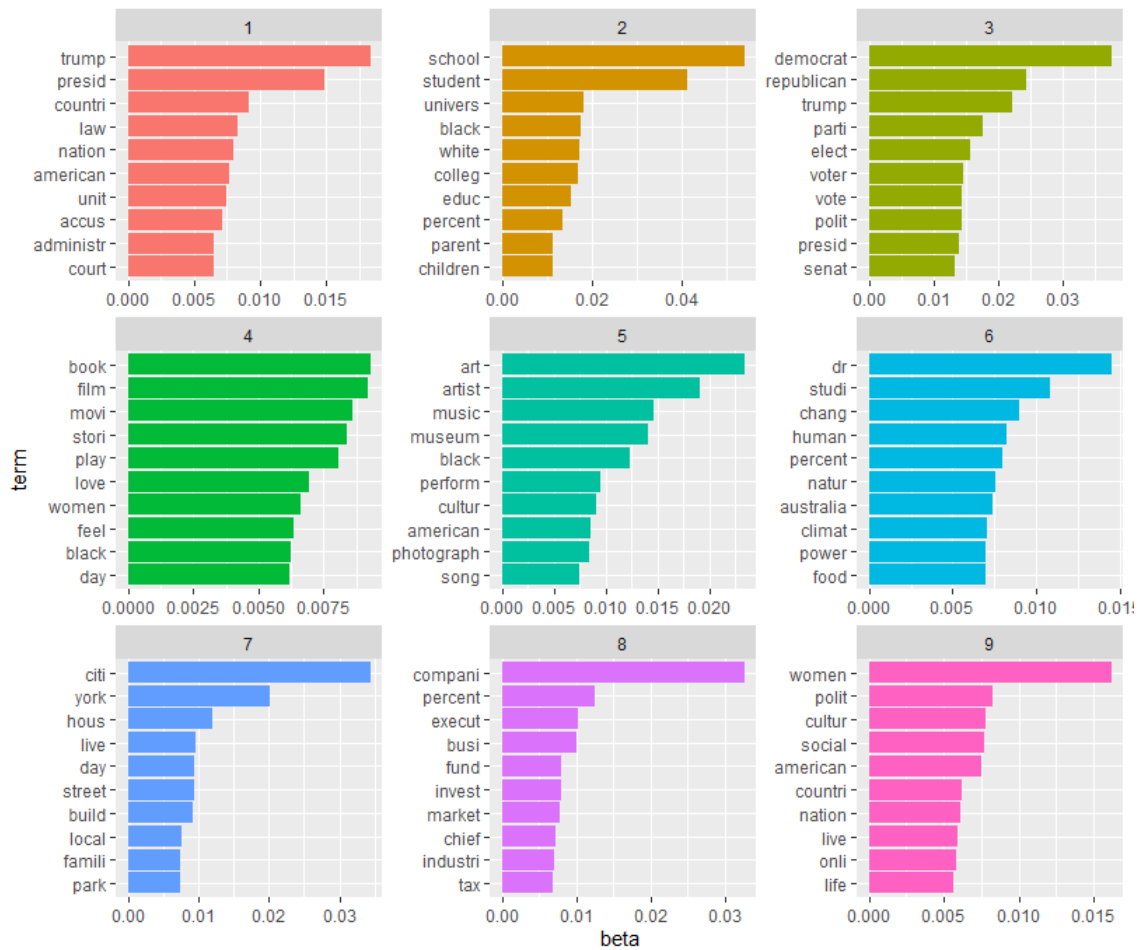 1
trump
presid
countri
law
nation
american
unit
accus
administr
court
0.000 0.005 0.010 0.015
2
school
student
univers
black
white
colleg
educ
percent
parent
children
0.00 0.02 0.04
3
democrat
republican
trump
parti
elect
voter
vote
polit
presid
senat
0.00 0.01 0.02 0.03
4
book
film
movi
stori
play
love
women
feel
black
day
0.0000 0.0025 0.0050 0.0075
5
art
artist
music
museum
black
perform
cultur
american
photograph
song
0.000 0.005 0.010 0.015 0.020
6
dr
studi
chang
human
percent
natur
australia
climat
power
food
0.000 0.005 0.010 0.015
7
citi
york
hous
live
day
street
build
local
famili
park
0.00 0.01 0.02 0.03
8
compani
percent
execut
busi
fund
invest
market
chief
industri
tax
0.00 0.01 0.02 0.03
9
women
polit
cultur
social
american
countri
nation
live
onli
life
0.000 0.005 0.010 0.015
term
beta